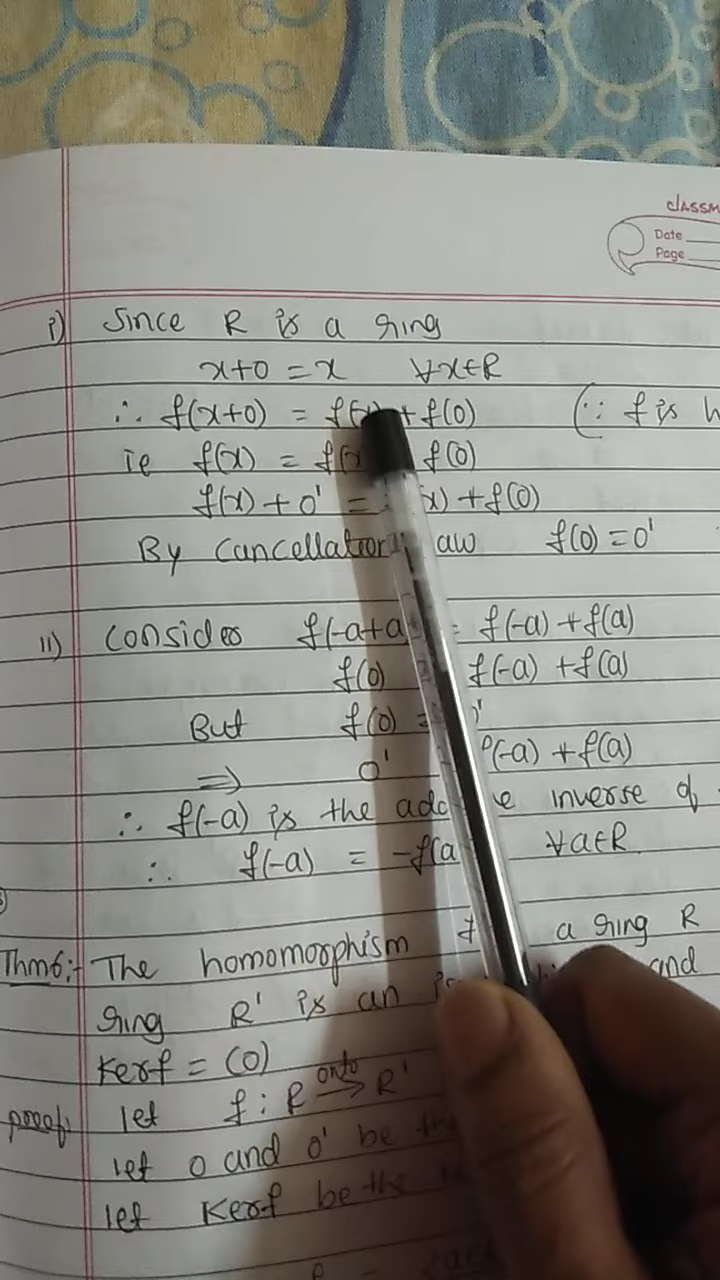 CLASSM
Date
Page
i) Since R is a ring
x+0 = x ∀x∈R
∴ f(x+0) = f(x) + f(0) (∵ f is h
ie f(x) = f(x f(0)
f(x) + 0' = x) + f(0)
By Cancellation aw f(0) = 0'
ii) Consider f(-a+a = f(-a) + f(a)
f(0) f(-a) + f(a)
But f(0) = '
⇒ 0' (-a) + f(a)
∴ f(-a) is the add e inverse of
∴ f(-a) = -f(a ∀a∈R
Thm6:- The homomorphism a ring R
ring R' is an is and
Kerf = (0)
proof: let f : R onto→ R'
let 0 and 0' be the
let Kerf be the